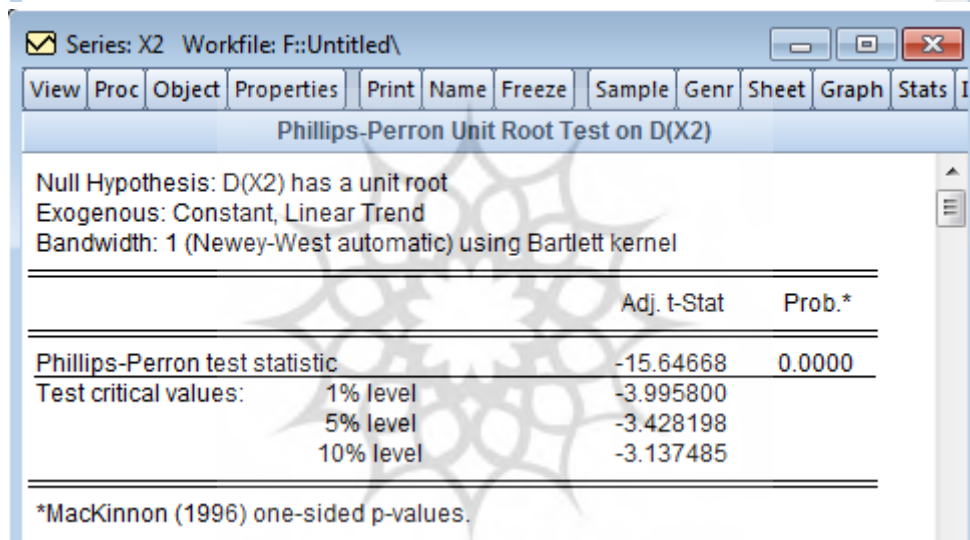 Series: X2 Workfile: F::Untitled\
View Proc Object Properties Print Name Freeze Sample Genr Sheet Graph Stats I
Phillips-Perron Unit Root Test on D(X2)
Null Hypothesis: D(X2) has a unit root
Exogenous: Constant, Linear Trend
Bandwidth: 1 (Newey-West automatic) using Bartlett kernel
Adj. t-Stat Prob.*
Phillips-Perron test statistic -15.64668 0.0000
Test critical values: 1% level -3.995800
5% level -3.428198
10% level -3.137485
*MacKinnon (1996) one-sided p-values.